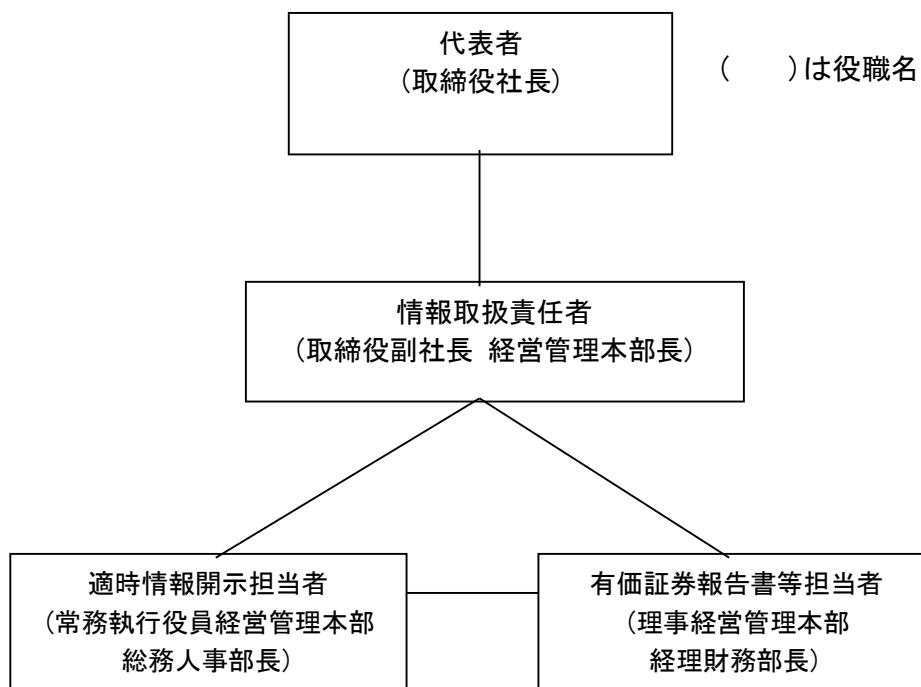 代表者
（取締役社長）
（　　）は役職名
情報取扱責任者
（取締役副社長 経営管理本部長）
適時情報開示担当者
（常務執行役員経営管理本部
総務人事部長）
有価証券報告書等担当者
（理事経営管理本部
経理財務部長）